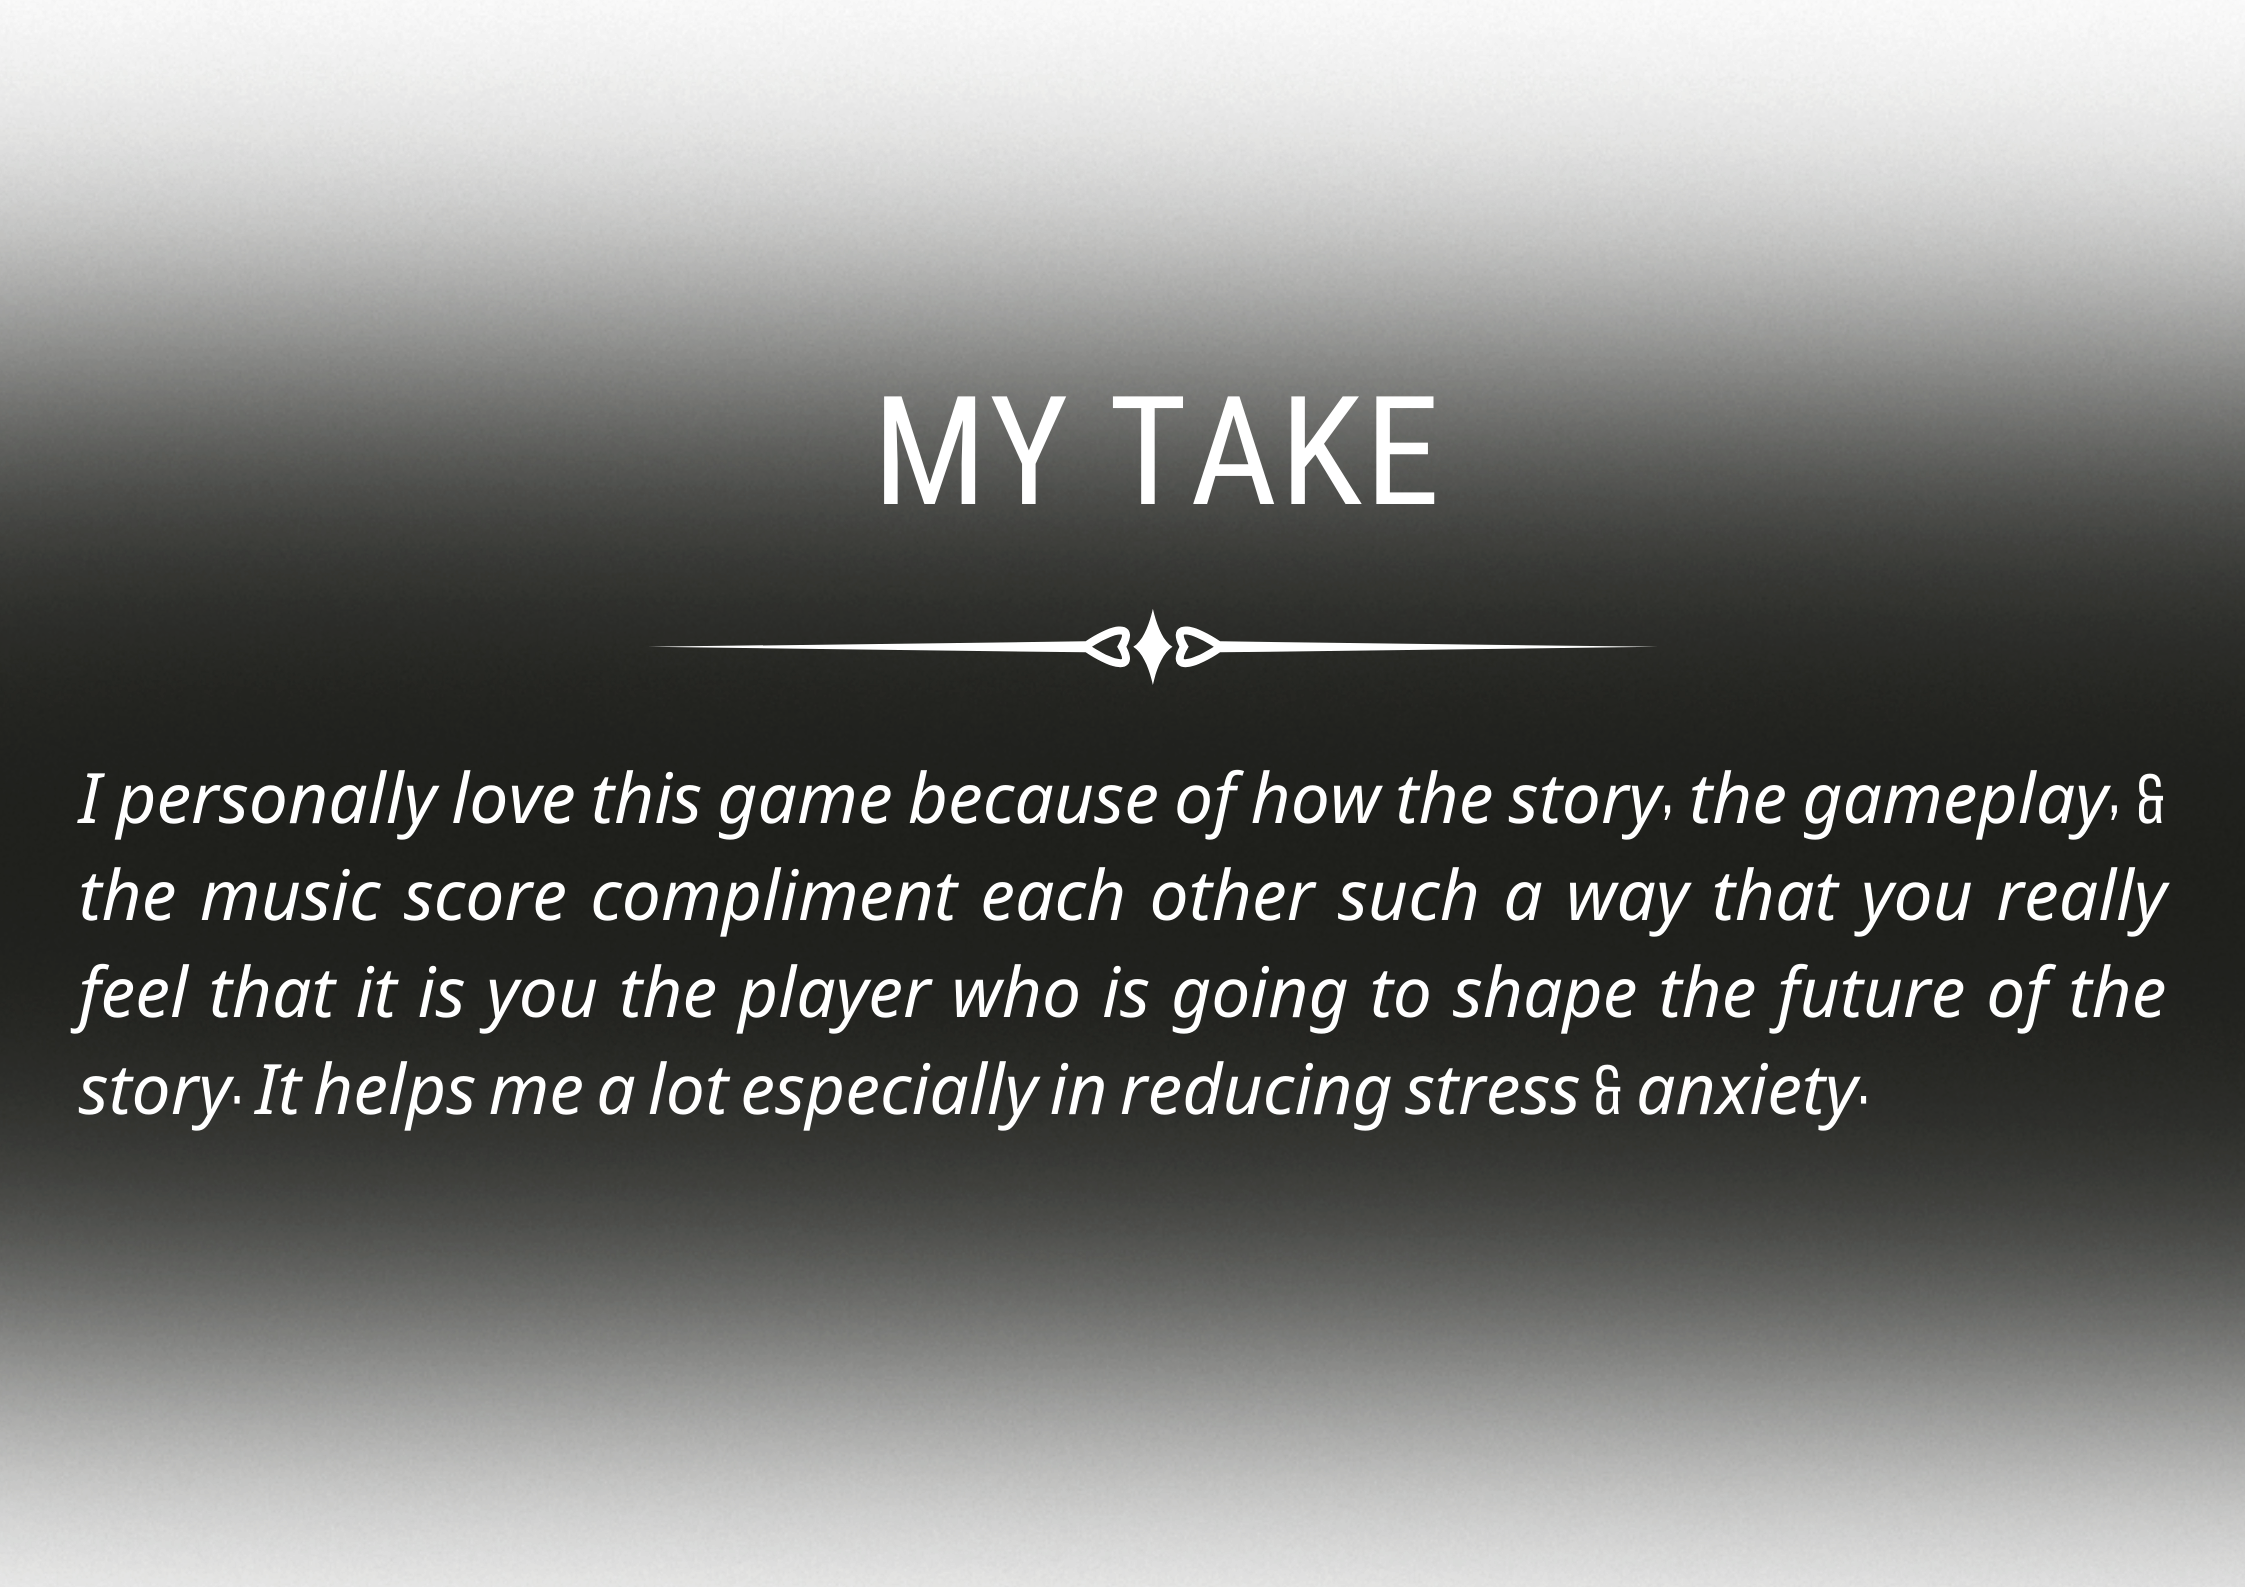 MY TAKE
I personally love this game because of how the story, the gameplay, &
the music score compliment each other such a way that you really
feel that it is you the player who is going to shape the future of the
story. It helps me a lot especially in reducing stress & anxiety.